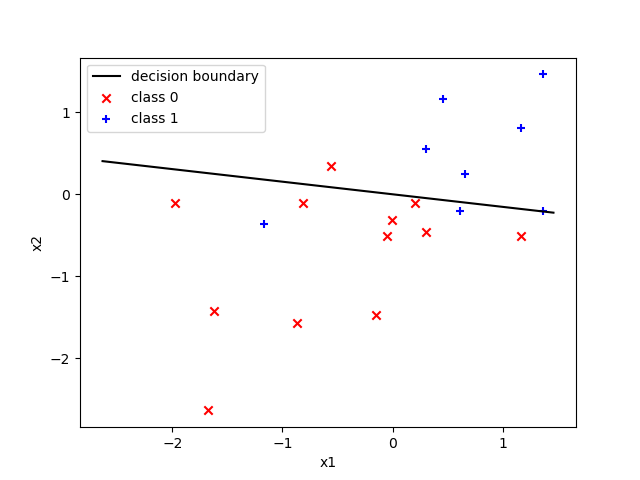 decision boundary
class 0
class 1
1
0
−1
−2
x2
−2
−1
0
1
x1